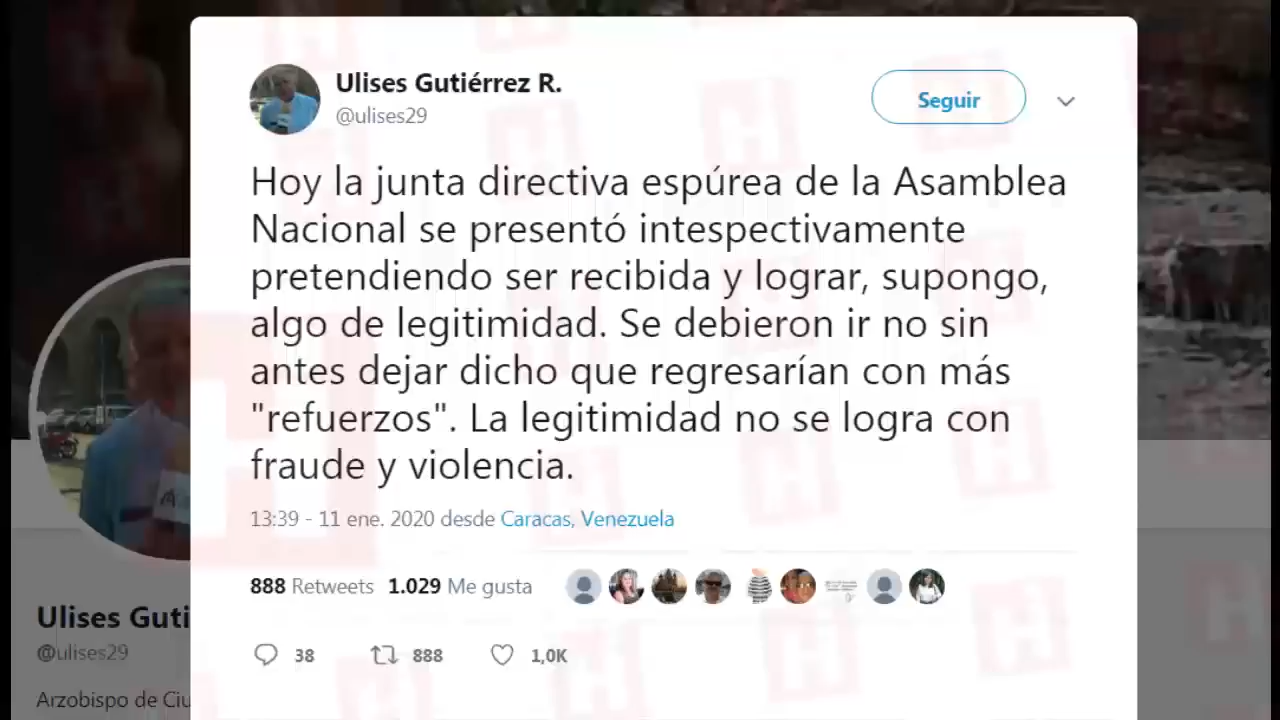 Ulises Gutiérrez R.
@ulises29
Seguir
Hoy la junta directiva espúrea de la Asamblea
Nacional se presentó intespectivamente
pretendiendo ser recibida y lograr, supongo,
algo de legitimidad. Se debieron ir no sin
antes dejar dicho que regresarían con más
"refuerzos". La legitimidad no se logra con
fraude y violencia.
13:39 - 11 ene. 2020 desde Caracas, Venezuela
888 Retweets 1.029 Me gusta
38 888 1,0K
Ulises Guti
@ulises29
Arzobispo de Ciu